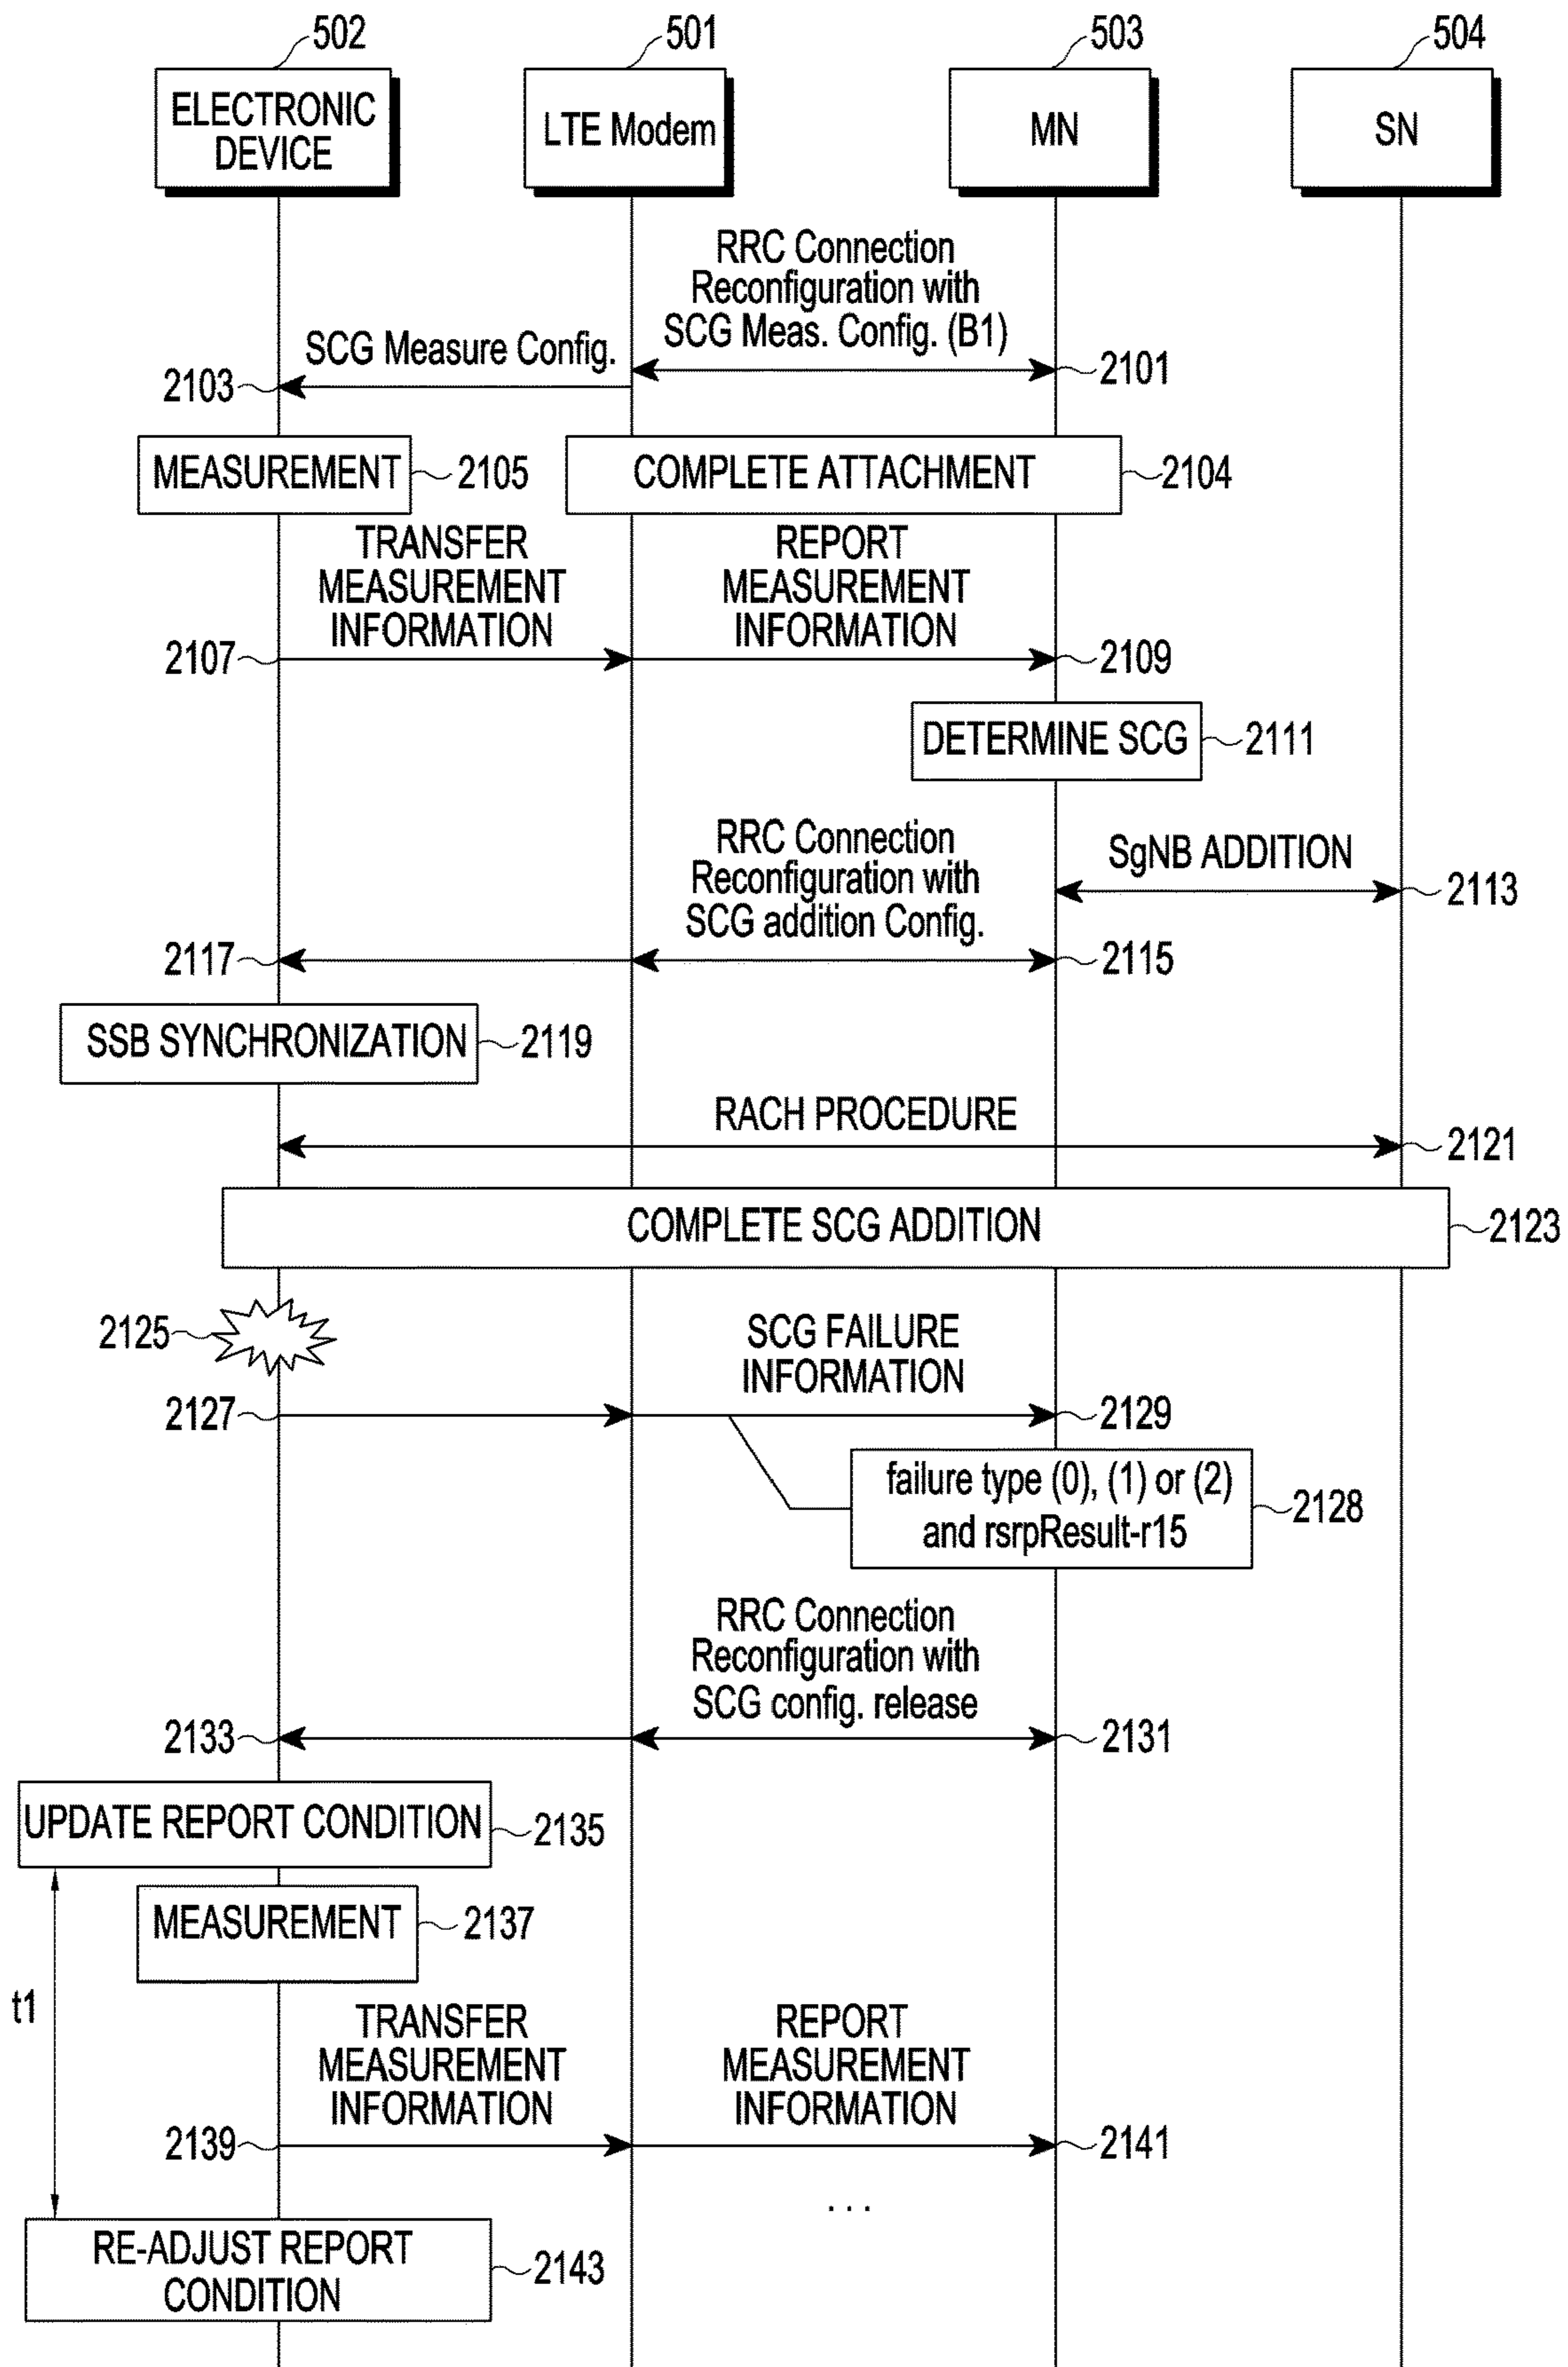 502
501
503
504
ELECTRONIC
DEVICE
LTE Modem
MN
SN
RRC Connection
Reconfiguration with
SCG Meas. Config. (B1)
SCG Measure Config.
2103
2101
MEASUREMENT
2105
COMPLETE ATTACHMENT
2104
TRANSFER
MEASUREMENT
INFORMATION
REPORT
MEASUREMENT
INFORMATION
2107
2109
DETERMINE SCG
2111
RRC Connection
Reconfiguration with
SCG addition Config.
SgNB ADDITION
2113
2117
2115
SSB SYNCHRONIZATION
2119
RACH PROCEDURE
2121
COMPLETE SCG ADDITION
2123
2125
SCG FAILURE
INFORMATION
2127
2129
failure type (0), (1) or (2)
and rsrpResult-r15
2128
RRC Connection
Reconfiguration with
SCG config. release
2133
2131
UPDATE REPORT CONDITION
2135
MEASUREMENT
2137
t1
TRANSFER
MEASUREMENT
INFORMATION
REPORT
MEASUREMENT
INFORMATION
2139
2141
. . .
RE-ADJUST REPORT
CONDITION
2143